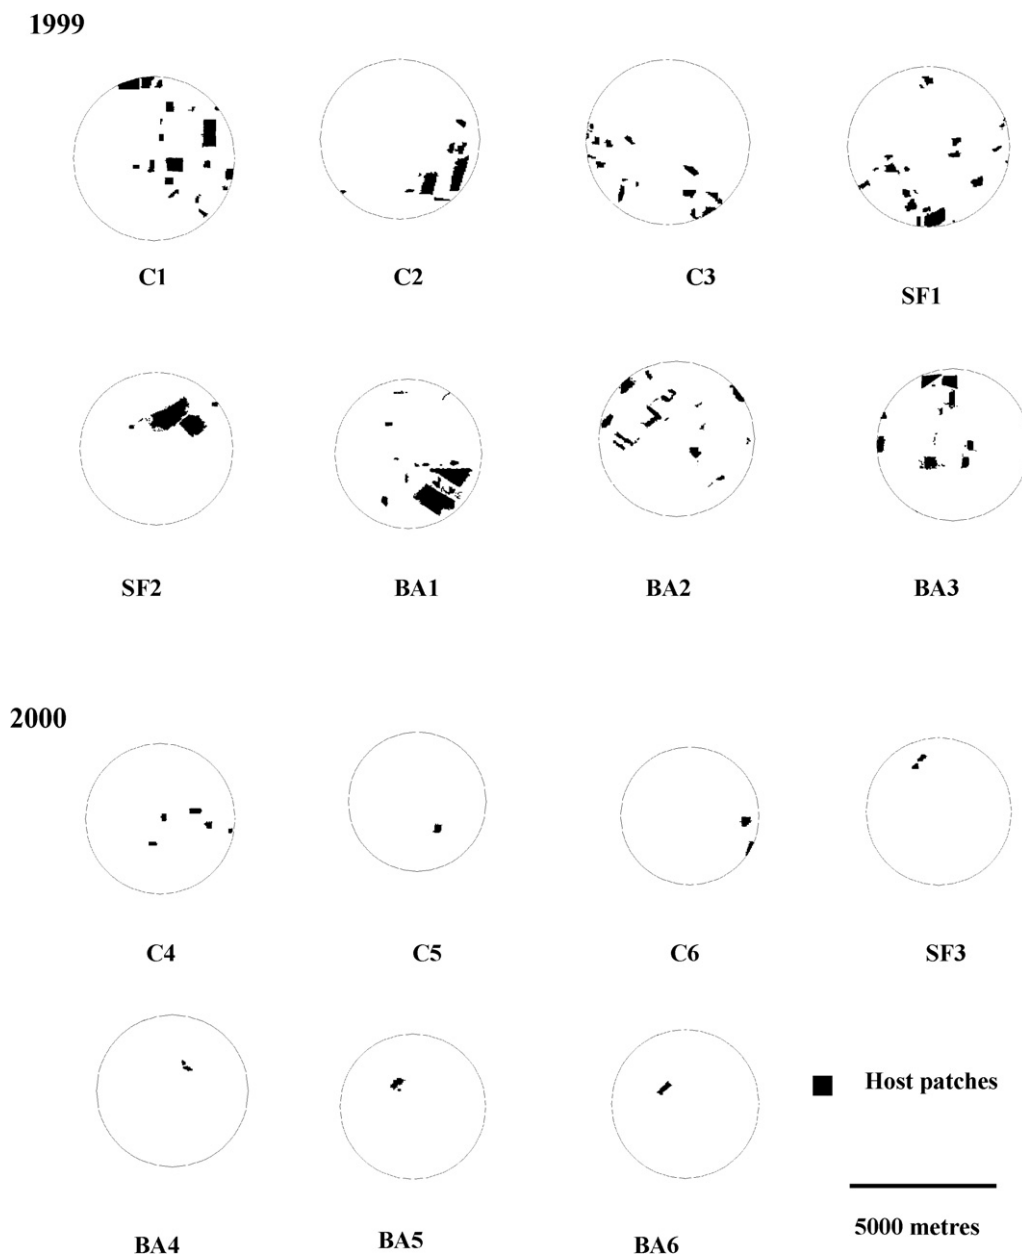 1999
C1
C2
C3
SF1
SF2
BA1
BA2
BA3
2000
C4
C5
C6
SF3
Host patches
BA4
BA5
BA6
5000 metres